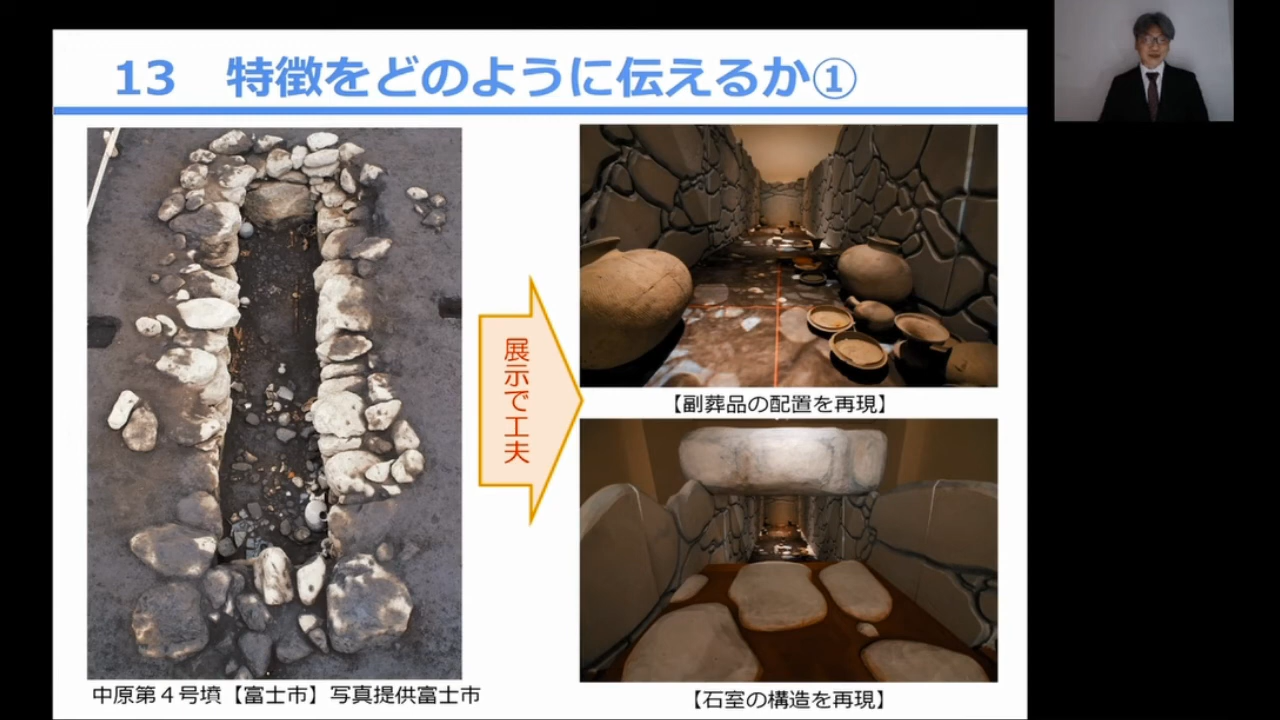 13　特徴をどのように伝えるか①
展示で工夫
【副葬品の配置を再現】
中原第４号墳【富士市】写真提供富士市
【石室の構造を再現】